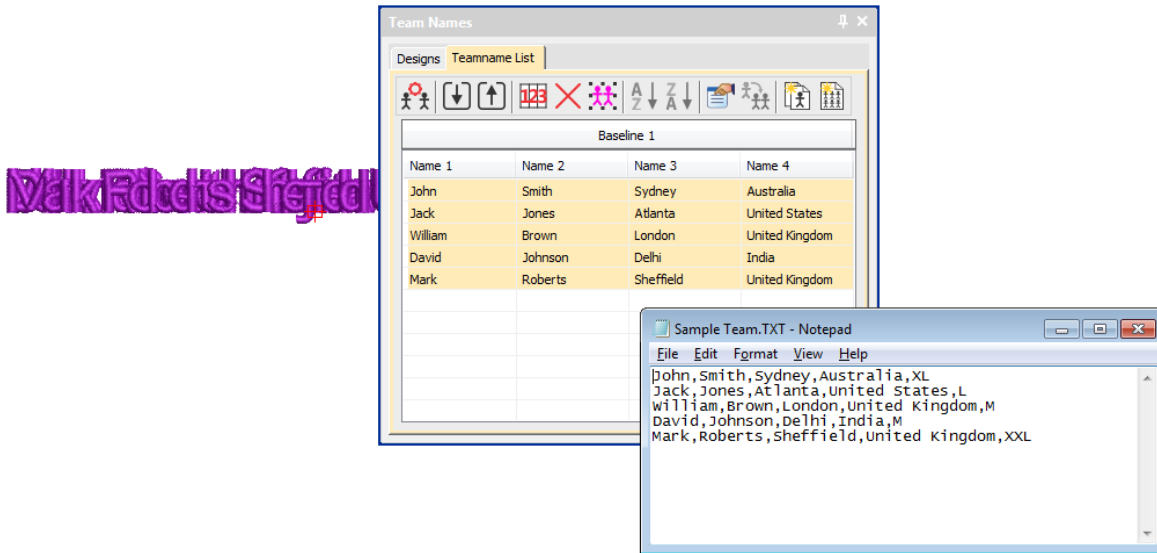 Team Names
Designs Teamname List
123 A Z Z A
Baseline 1
Name 1 Name 2 Name 3 Name 4
John Smith Sydney Australia
Jack Jones Atlanta United States
William Brown London United Kingdom
David Johnson Delhi India
Mark Roberts Sheffield United Kingdom
Sample Team.TXT - Notepad
File Edit Format View Help
John,Smith,Sydney,Australia,XL
Jack,Jones,Atlanta,United States,L
William,Brown,London,United Kingdom,M
David,Johnson,Delhi,India,M
Mark,Roberts,Sheffield,United Kingdom,XXL